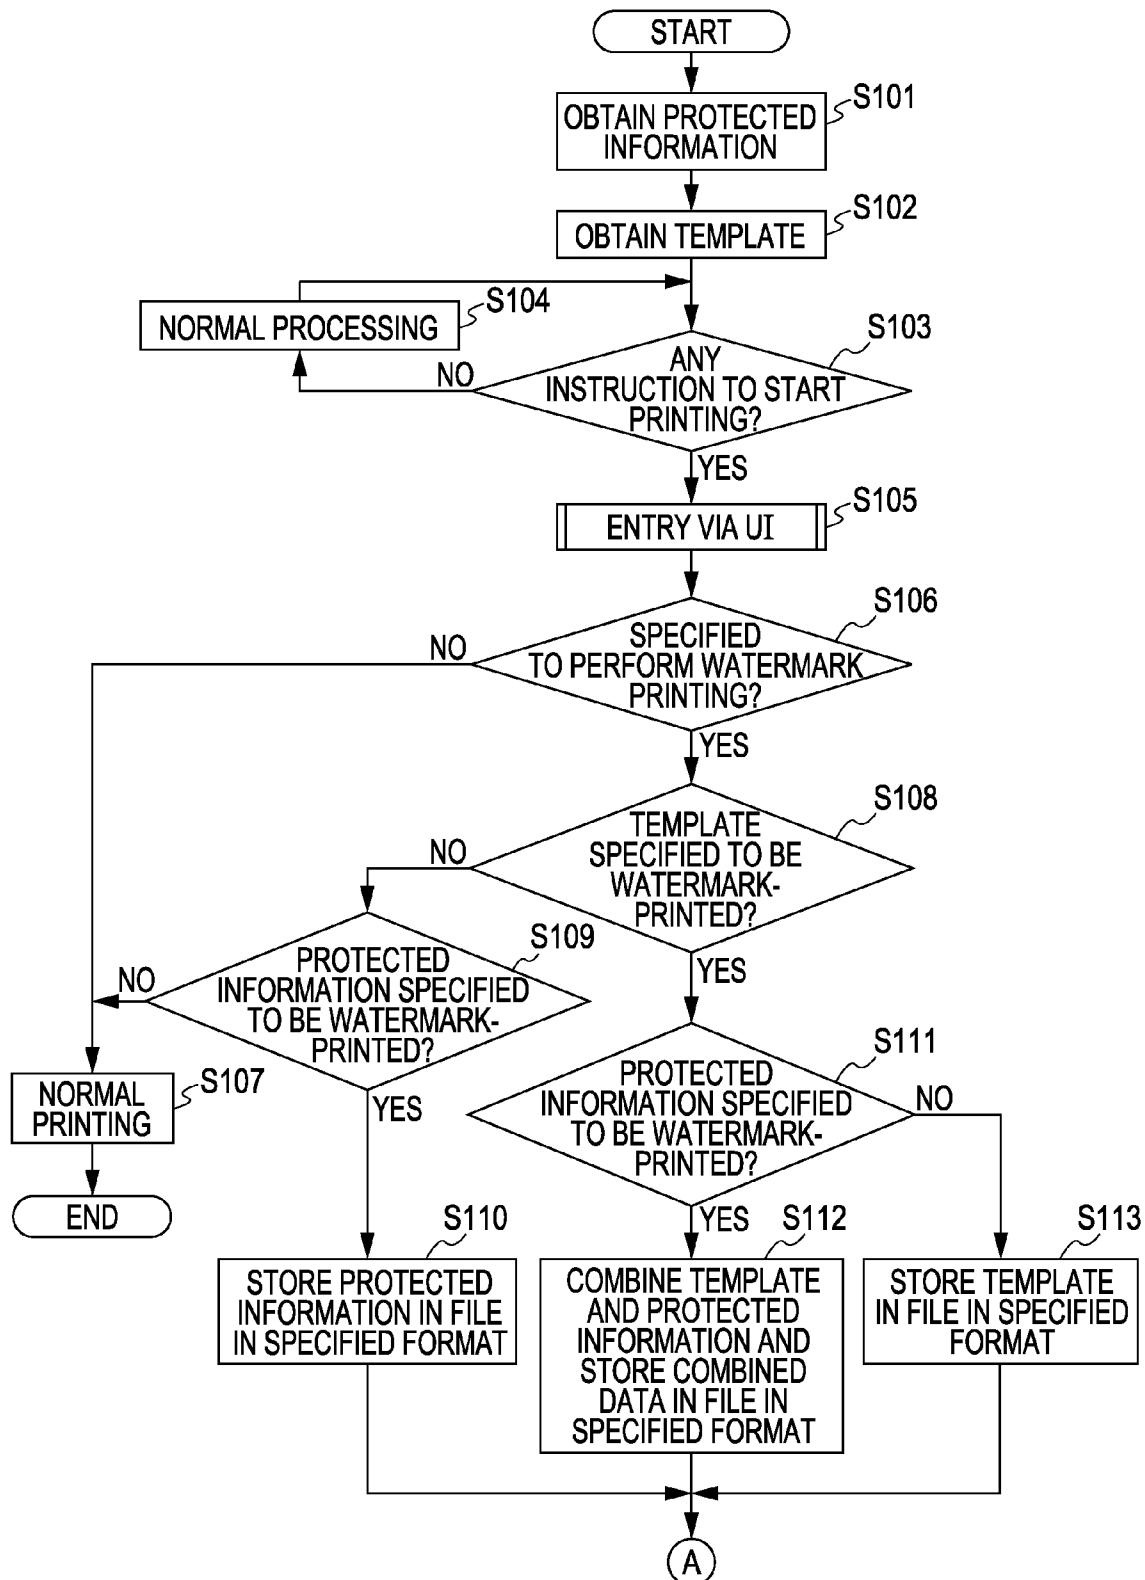 START
S101
OBTAIN PROTECTED
INFORMATION
S102
OBTAIN TEMPLATE
S104
NORMAL PROCESSING
S103
ANY
INSTRUCTION TO START
PRINTING?
NO
YES
S105
ENTRY VIA UI
S106
SPECIFIED
TO PERFORM WATERMARK
PRINTING?
NO
YES
S108
TEMPLATE
SPECIFIED TO BE
WATERMARK-
PRINTED?
NO
YES
S109
PROTECTED
INFORMATION SPECIFIED
TO BE WATERMARK-
PRINTED?
NO
YES
S107
NORMAL
PRINTING
END
S111
PROTECTED
INFORMATION SPECIFIED
TO BE WATERMARK-
PRINTED?
NO
YES
S110
STORE PROTECTED
INFORMATION IN FILE
IN SPECIFIED FORMAT
S112
COMBINE TEMPLATE
AND PROTECTED
INFORMATION AND
STORE COMBINED
DATA IN FILE IN
SPECIFIED FORMAT
S113
STORE TEMPLATE
IN FILE IN SPECIFIED
FORMAT
A